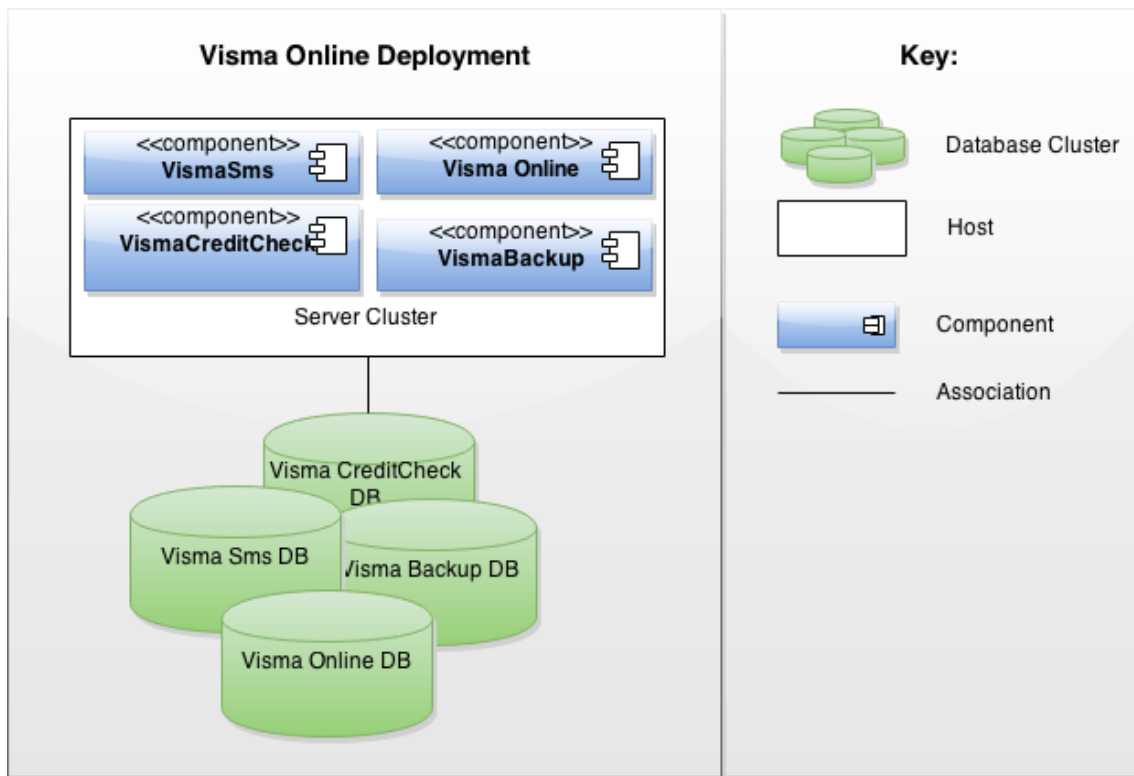 Visma Online Deployment
<<component>>
VismaSms
<<component>>
Visma Online
<<component>>
VismaCreditCheck
<<component>>
VismaBackup
Server Cluster
Visma CreditCheck
DB
Visma Sms DB
Visma Backup DB
Visma Online DB
Key:
Database Cluster
Host
Component
Association